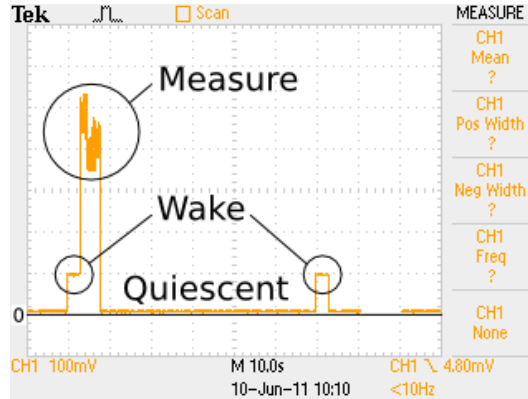 Tek Scan MEASURE
CH1
Mean
?
CH1
Pos Width
?
CH1
Neg Width
?
CH1
Freq
?
CH1
None
Measure
Wake
Quiescent
0
CH1 100mV M 10.0s CH1 4.80mV
10-Jun-11 10:10 <10Hz